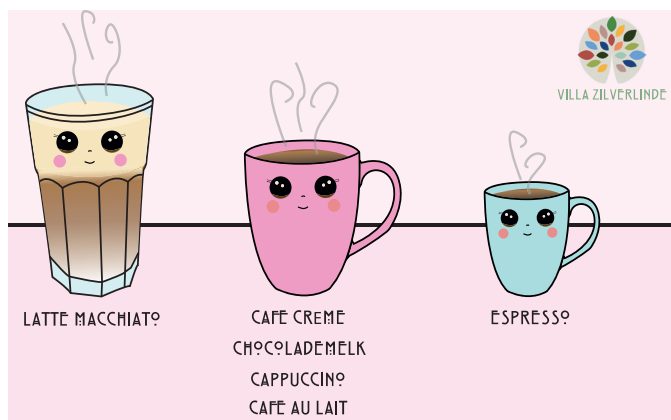 VILLA ZILVERLINDE
LATTE MACCHIATO
CAFE CREME
CHOCOLADEMELK
CAPPUCCINO
CAFE AU LAIT
ESPRESSO